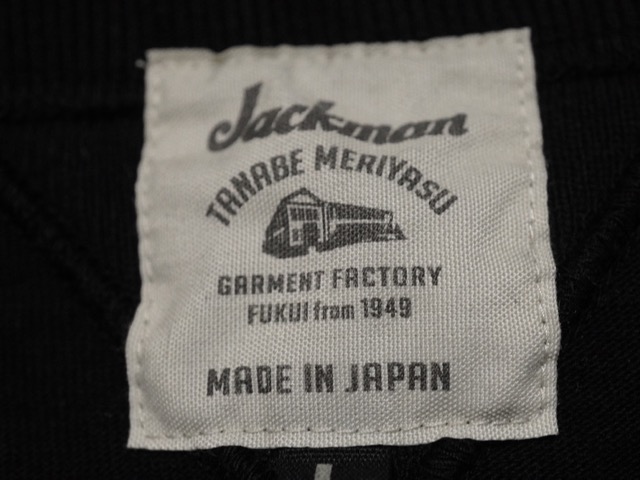 Jackman
TANABE MERIYASU
GARMENT FACTORY
FUKUI from 1949
MADE IN JAPAN